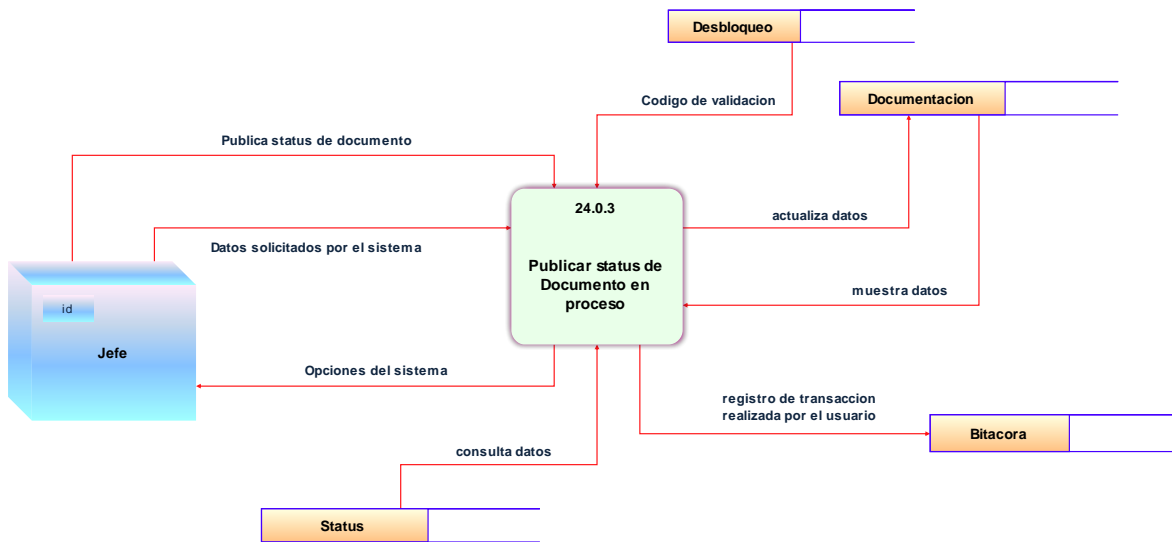 Desbloqueo
Codigo de validacion
Documentacion
Publica status de documento
24.0.3
actualiza datos
Datos solicitados por el sistema
Publicar status de
Documento en
proceso
muestra datos
id
Jefe
Opciones del sistema
registro de transaccion
realizada por el usuario
Bitacora
consulta datos
Status